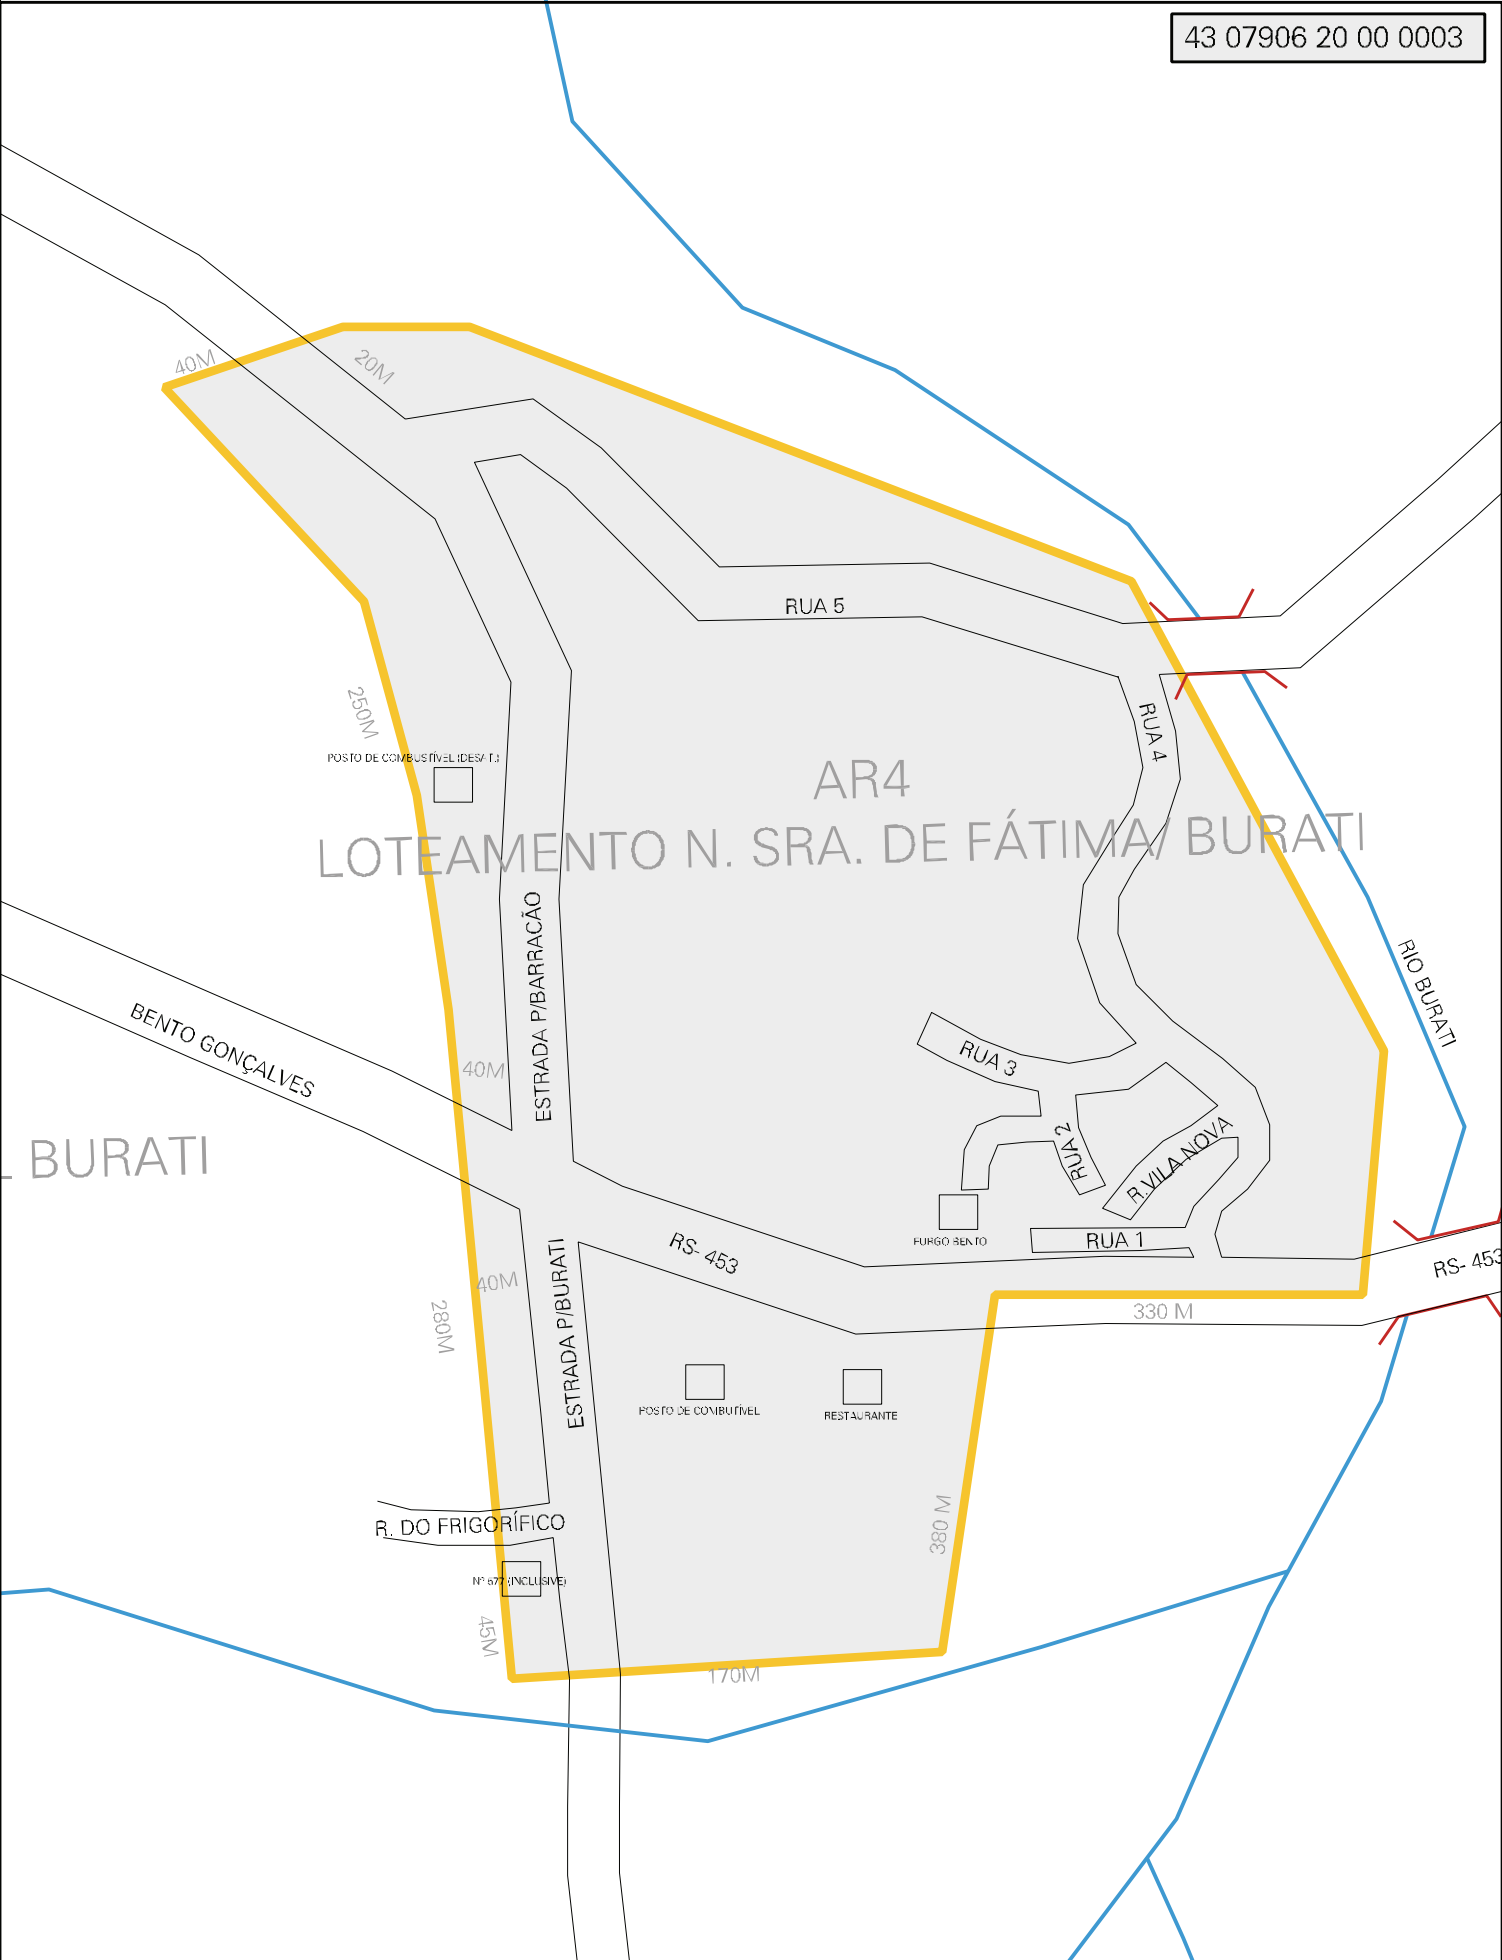 43 07906 20 00 0003
40M
20M
RUA 5
250M
RUA 4
POSTO DE COMBUSTÍVEL (DESAT.)
AR4
LOTEAMENTO N. SRA. DE FÁTIMA/ BURATI
ESTRADA P/BARRACÃO
RIO BURATI
BENTO GONÇALVES
40M
RUA 3
BURATI
RUA 2
R.VILA NOVA
FURGO BENTO
RUA 1
RS- 453
RS- 453
40M
280M
ESTRADA P/BURATI
330 M
POSTO DE COMBUTÍVEL
RESTAURANTE
380 M
R. DO FRIGORÍFICO
Nº 577 (INCLUSIVE)
45M
170M